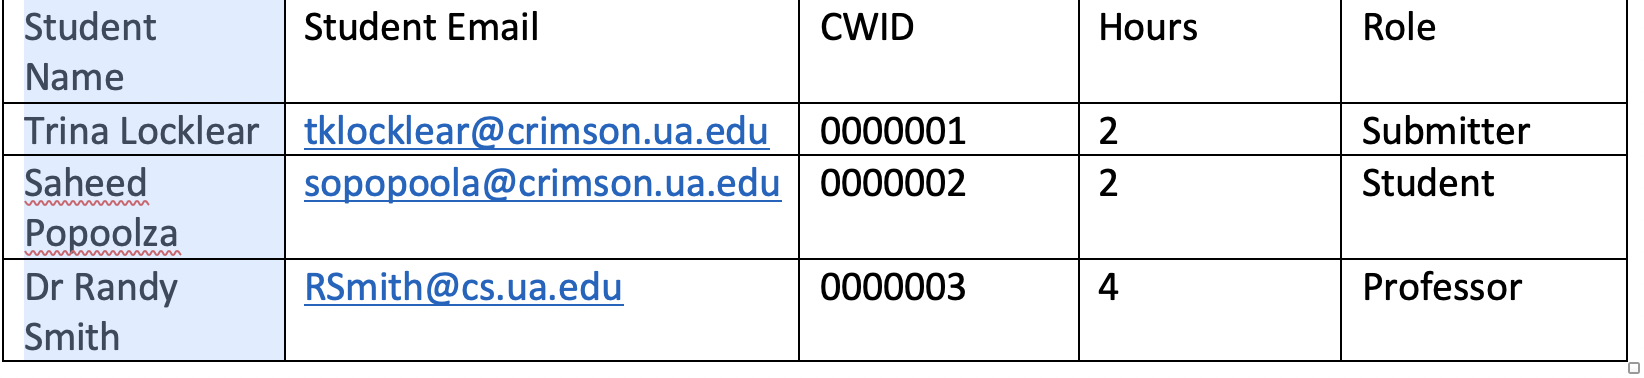 Student Name Student Email CWID Hours Role
Trina Locklear tklocklear@crimson.ua.edu 0000001 2 Submitter
Saheed Popoolza sopopoola@crimson.ua.edu 0000002 2 Student
Dr Randy Smith RSmith@cs.ua.edu 0000003 4 Professor